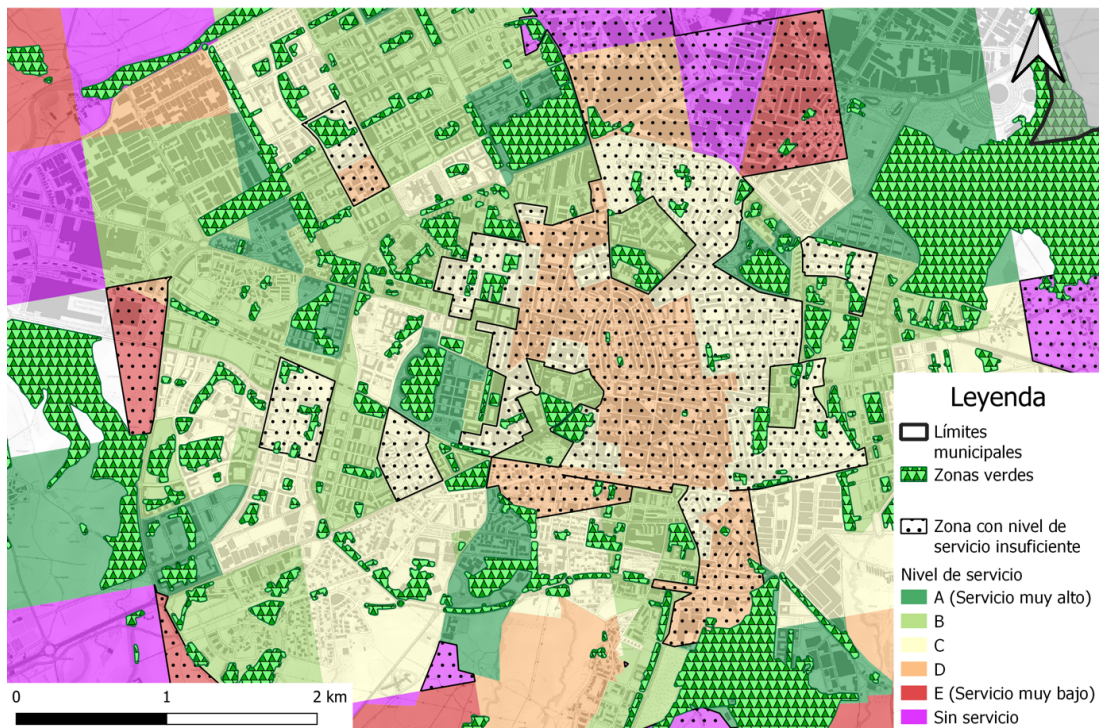 Leyenda
Límites
municipales
Zonas verdes
Zona con nivel de
servicio insuficiente
Nivel de servicio
A (Servicio muy alto)
B
C
D
E (Servicio muy bajo)
Sin servicio
0 1 2 km